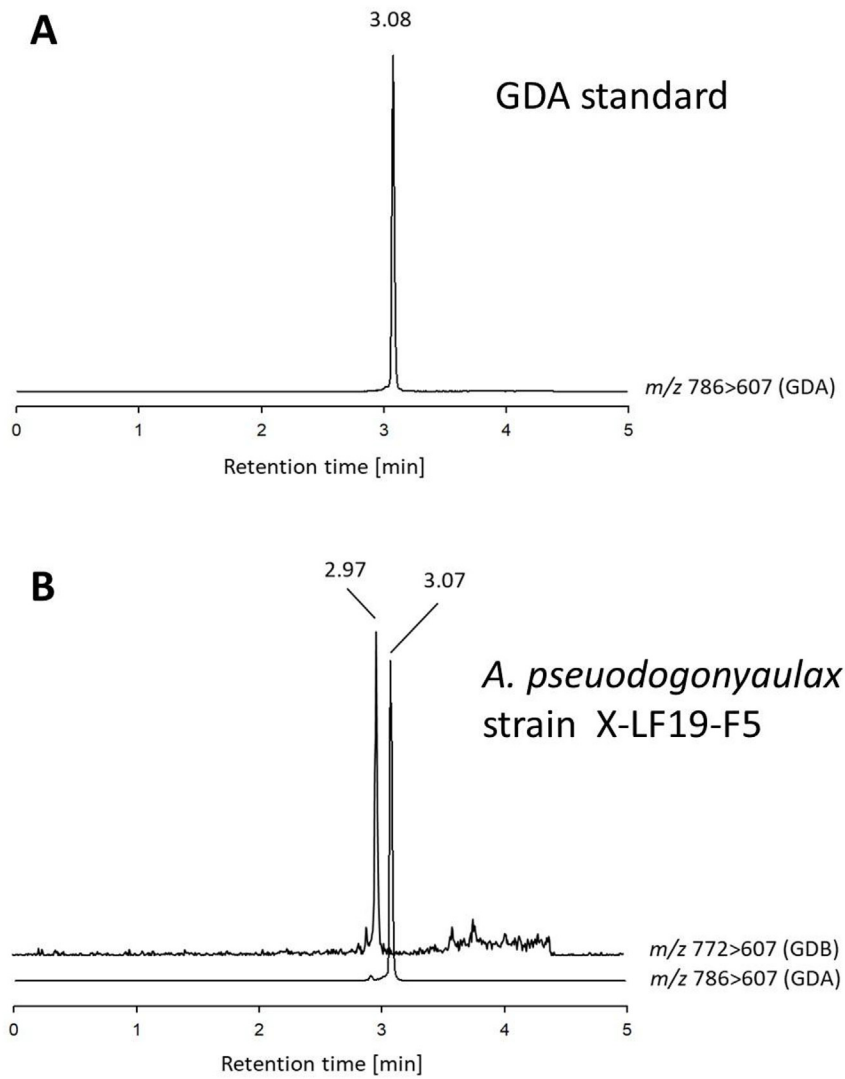 A
3.08
GDA standard
m/z 786>607 (GDA)
0 1 2 3 4 5
Retention time [min]
B
2.97
3.07
A. pseuodogonyaulax
strain X-LF19-F5
m/z 772>607 (GDB)
m/z 786>607 (GDA)
0 1 2 3 4 5
Retention time [min]